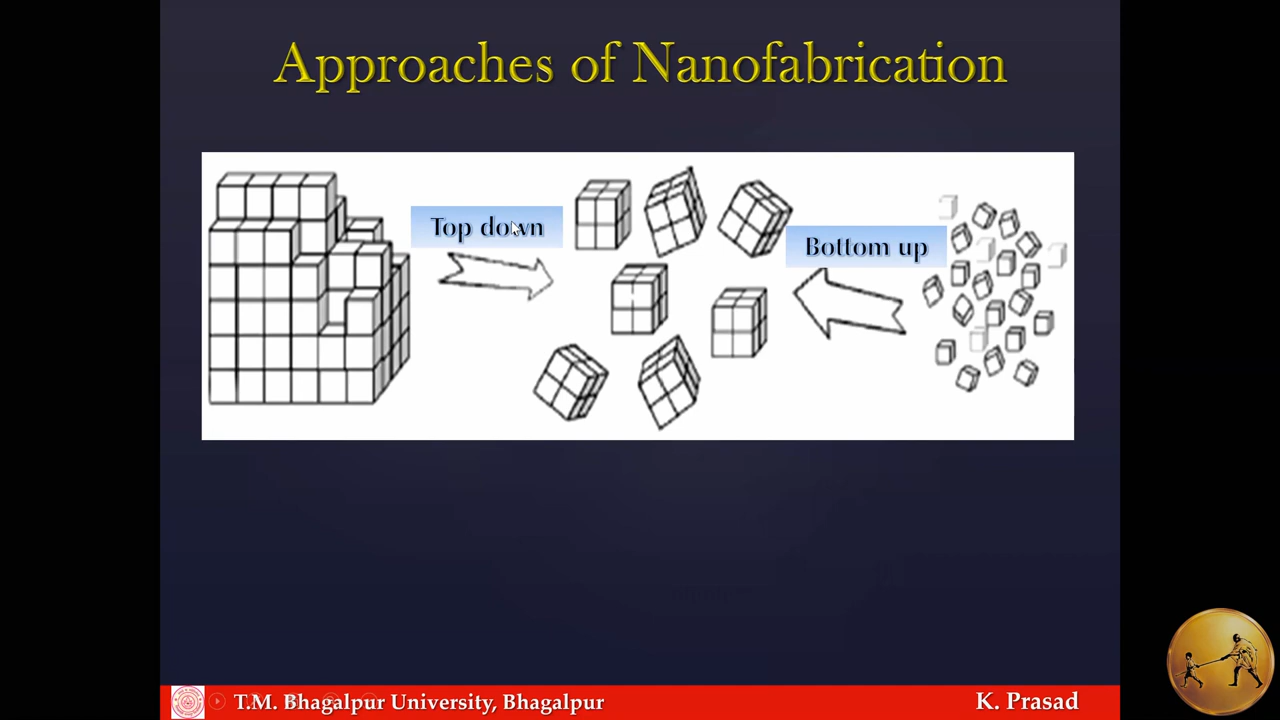 Approaches of Nanofabrication
Top down
Bottom up
T.M. Bhagalpur University, Bhagalpur
K. Prasad